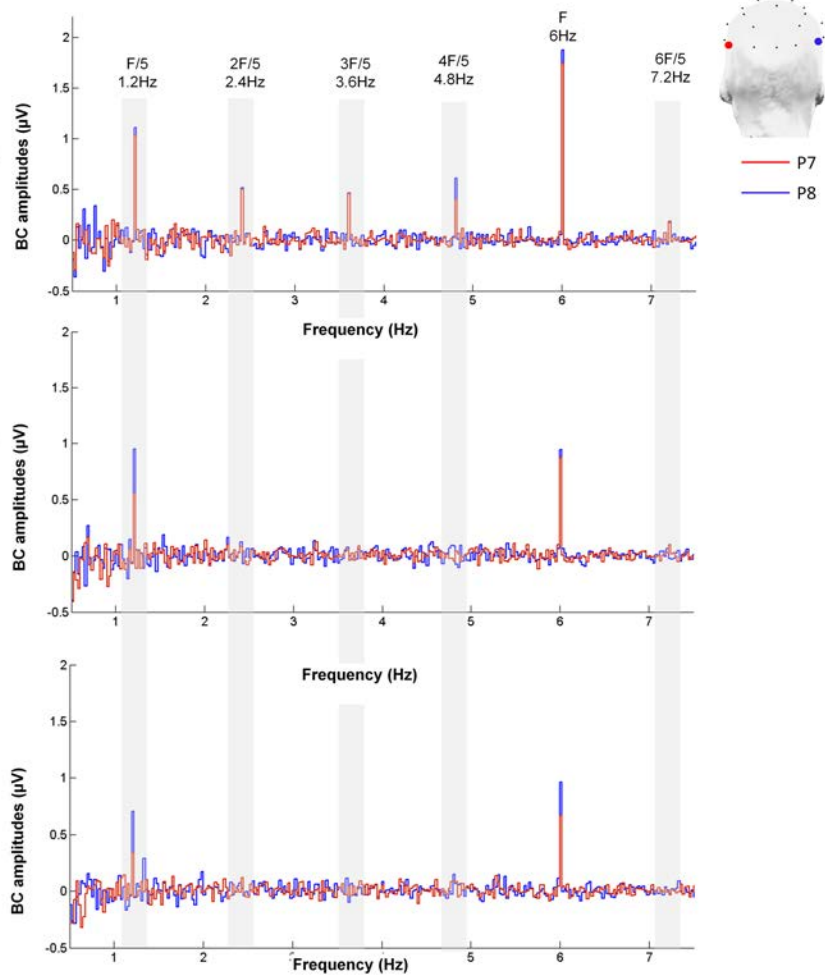 F/5
1.2Hz
2F/5
2.4Hz
3F/5
3.6Hz
4F/5
4.8Hz
F
6Hz
6F/5
7.2Hz
P7
P8
BC amplitudes (µV)
2
1.5
1
0.5
0
-0.5
1 2 3 4 5 6 7
Frequency (Hz)
BC amplitudes (µV)
2
1.5
1
0.5
0
-0.5
1 2 3 4 5 6 7
Frequency (Hz)
BC amplitudes (µV)
2
1.5
1
0.5
0
-0.5
1 2 4 5 6 7
Frequency (Hz)